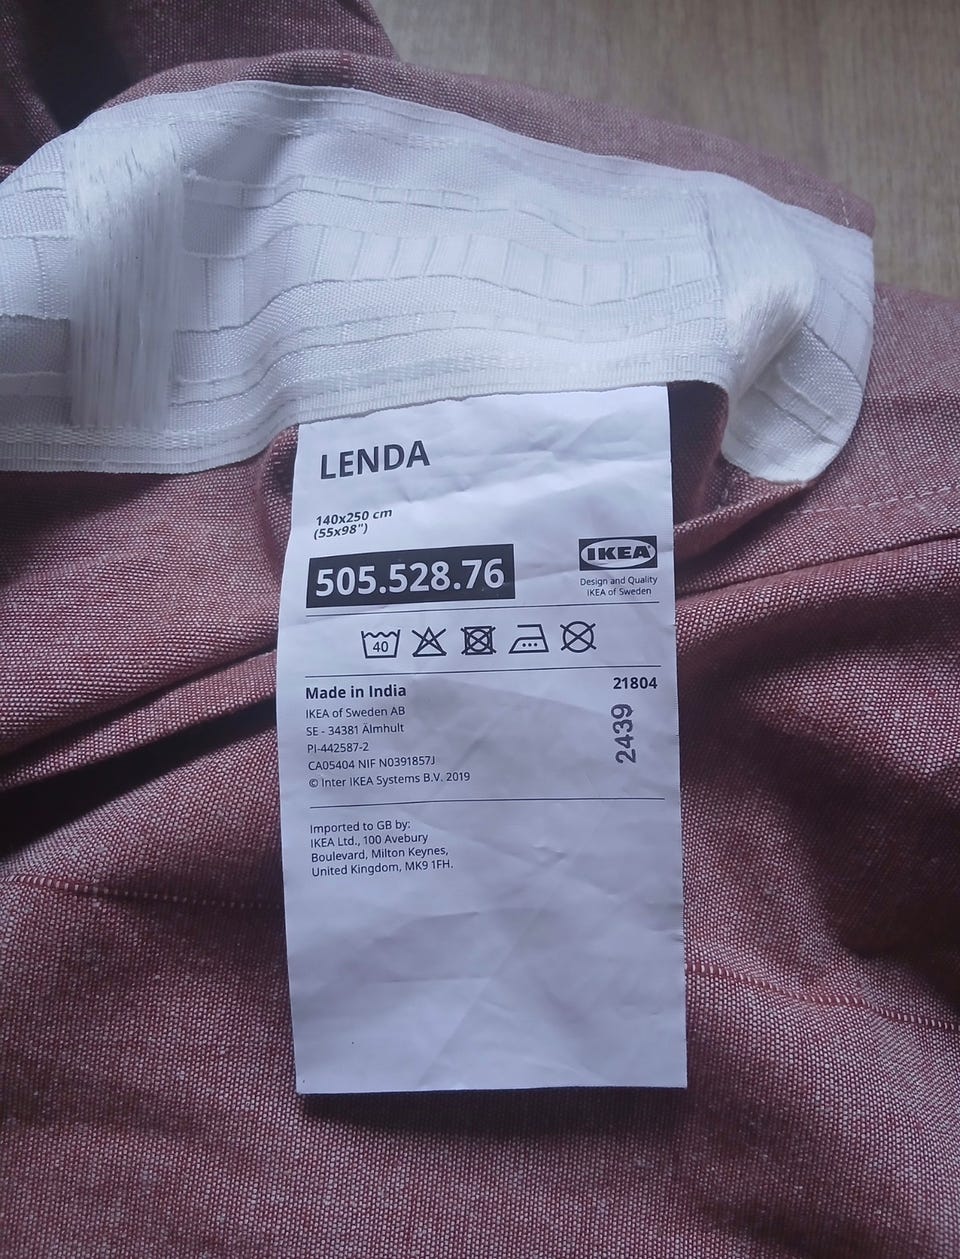 LENDA
140x250 cm
(55x98")
505.528.76
IKEA
Design and Quality
IKEA of Sweden
40
Made in India
21804
IKEA of Sweden AB
SE - 34381 Älmhult
PI-442587-2
CA05404 NIF N0391857J
© Inter IKEA Systems B.V. 2019
2439
Imported to GB by:
IKEA Ltd., 100 Avebury
Boulevard, Milton Keynes,
United Kingdom, MK9 1FH.